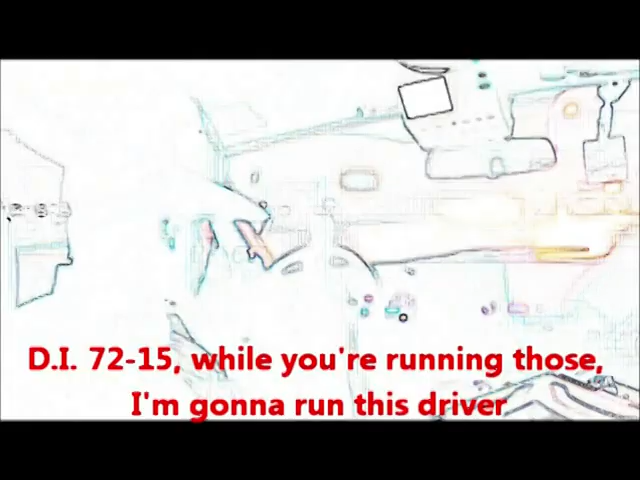 D.I. 72-15, while you're running those,
I'm gonna run this driver